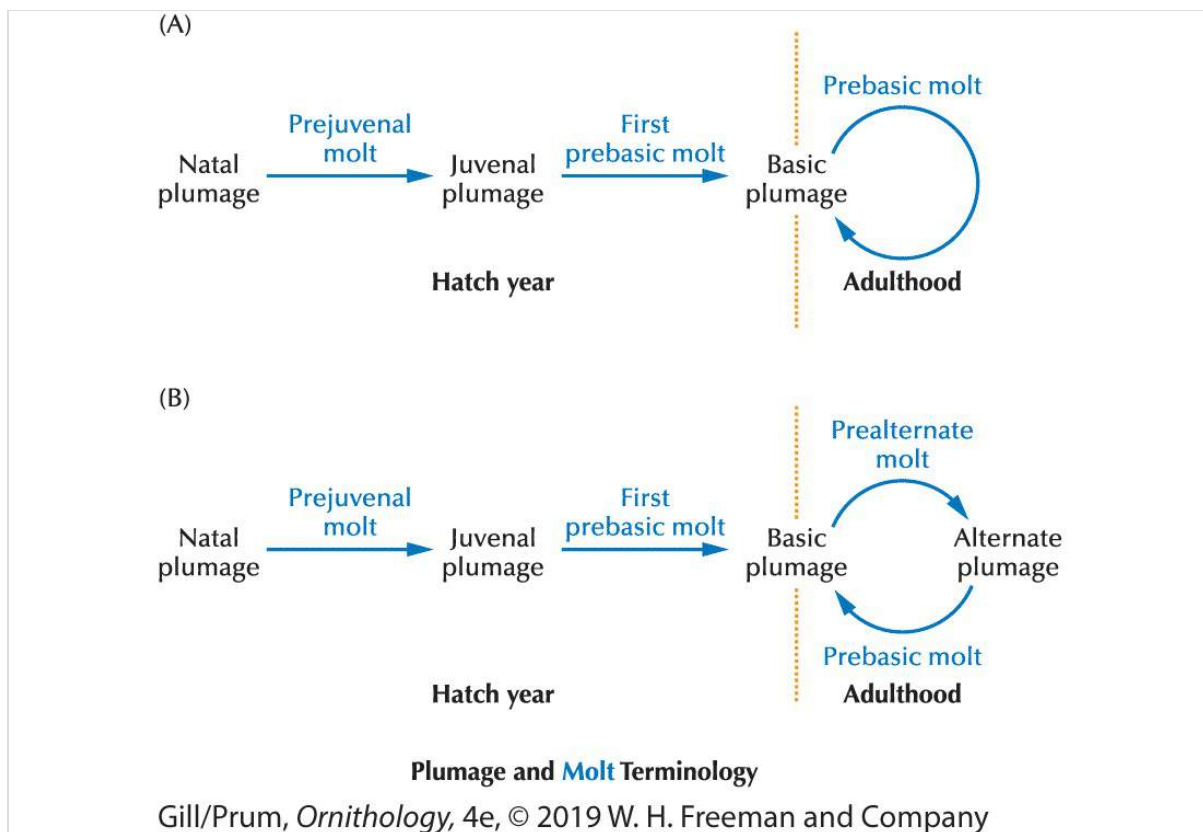 (A)
Prebasic molt
Prejuvenal
molt
First
prebasic molt
Natal
plumage
Juvenal
plumage
Basic
plumage
Hatch year
Adulthood
(B)
Prealternate
molt
Prejuvenal
molt
First
prebasic molt
Natal
plumage
Juvenal
plumage
Basic
plumage
Alternate
plumage
Prebasic molt
Hatch year
Adulthood
Plumage and Molt Terminology
Gill/Prum, Ornithology, 4e, © 2019 W. H. Freeman and Company